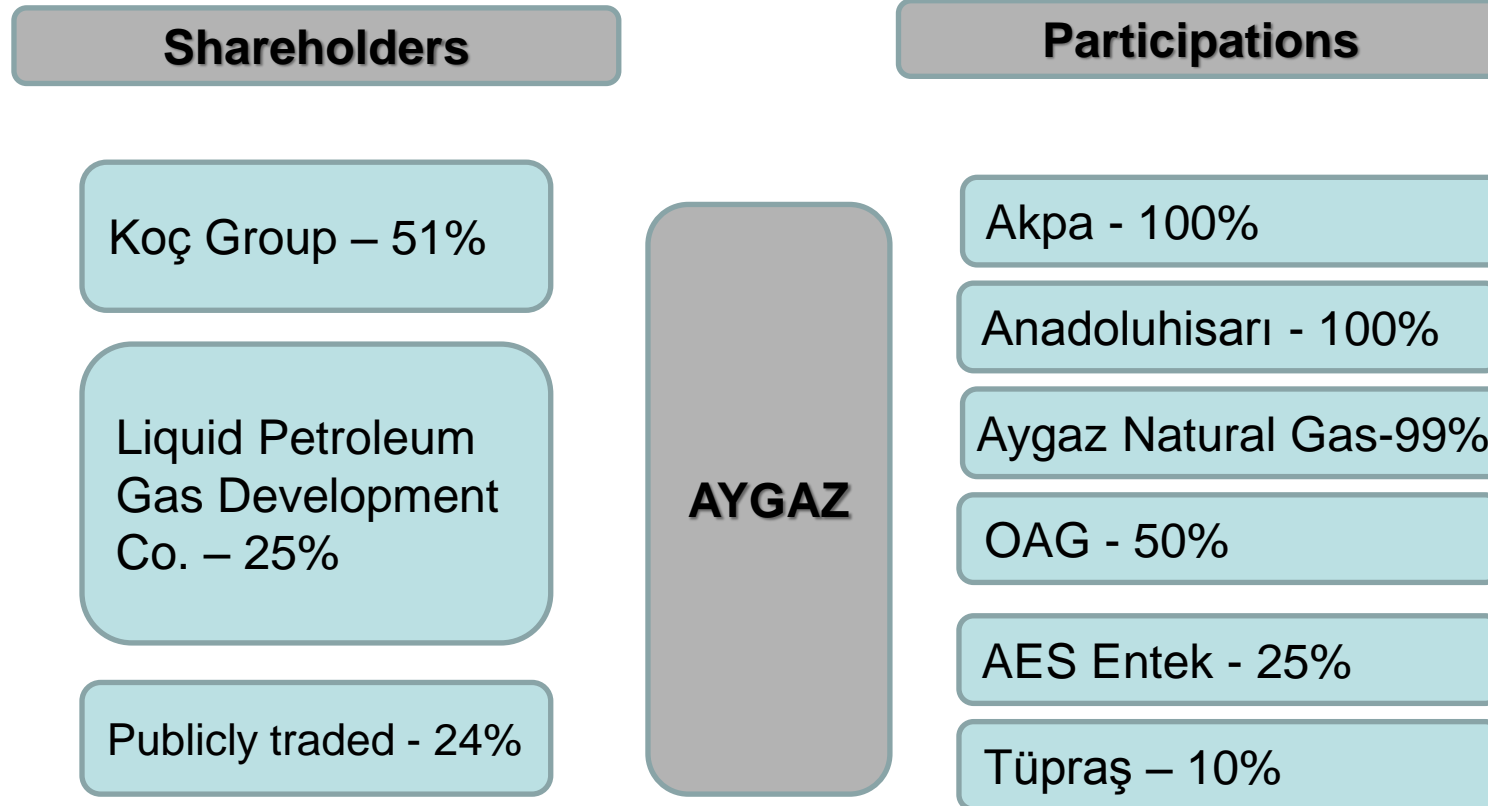 Shareholders
Participations
Koç Group – 51%
Liquid Petroleum
Gas Development
Co. – 25%
Publicly traded - 24%
AYGAZ
Akpa - 100%
Anadoluhisarı - 100%
Aygaz Natural Gas-99%
OAG - 50%
AES Entek - 25%
Tüpraş – 10%